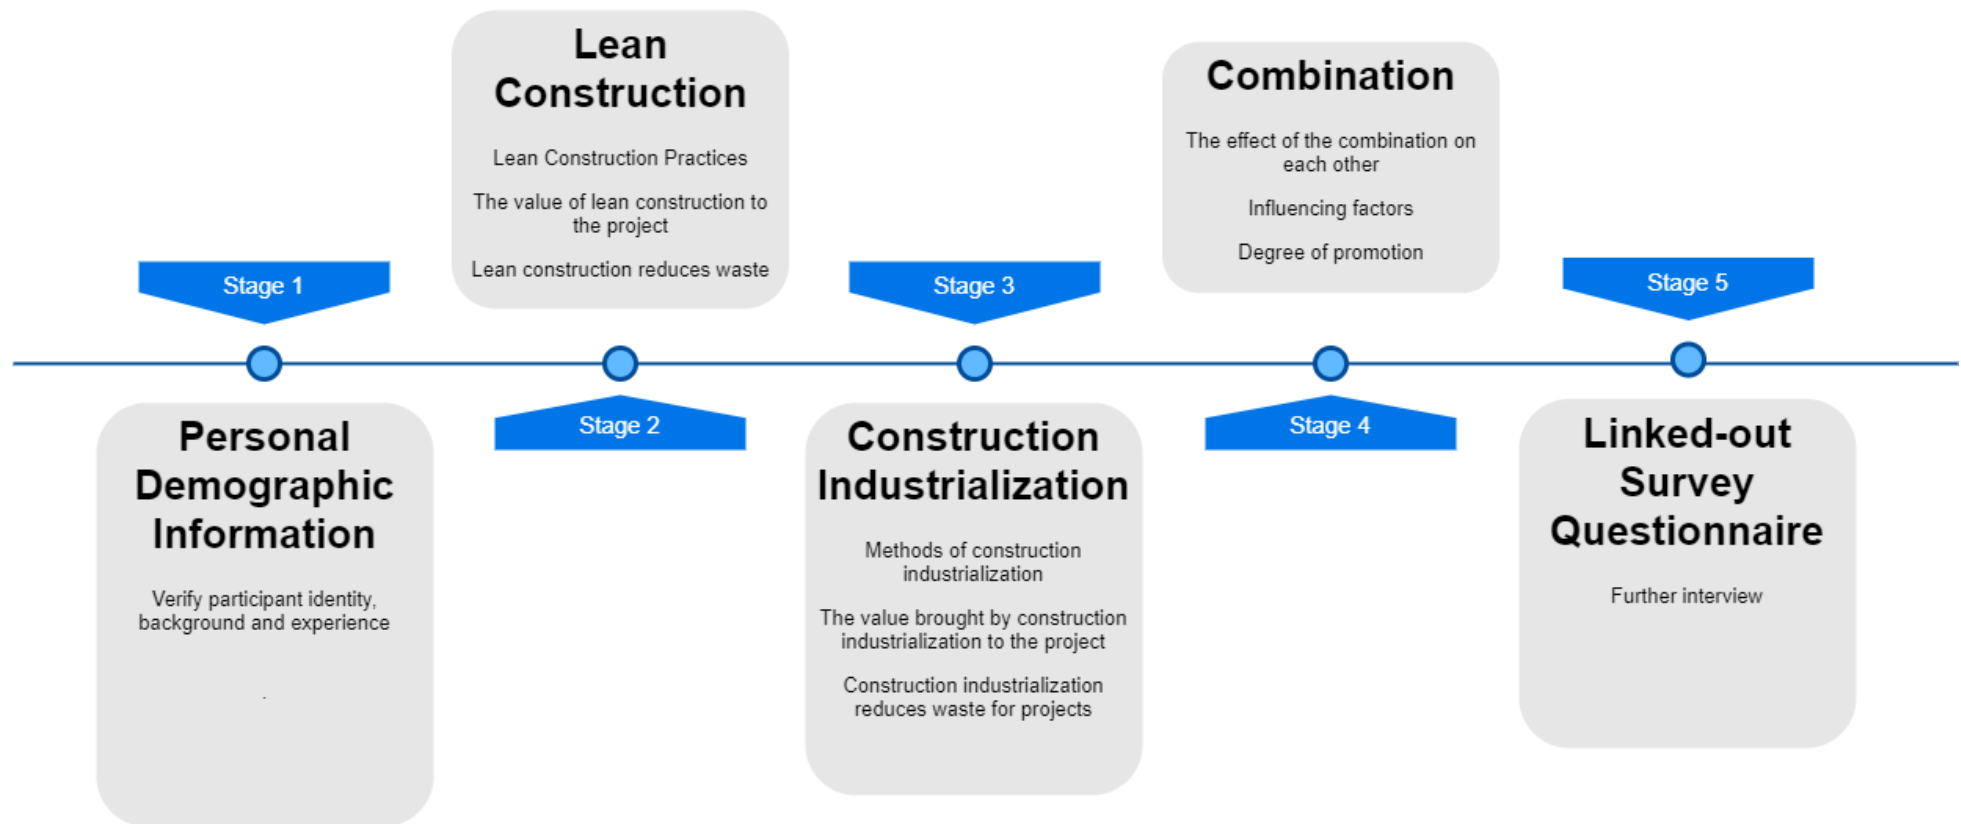 Stage 1
Personal
Demographic
Information
Verify participant identity,
background and experience
.
Lean
Construction
Lean Construction Practices
The value of lean construction to
the project
Lean construction reduces waste
Stage 2
Stage 3
Construction
Industrialization
Methods of construction
industrialization
The value brought by construction
industrialization to the project
Construction industrialization
reduces waste for projects
Combination
The effect of the combination on
each other
Influencing factors
Degree of promotion
Stage 4
Stage 5
Linked-out
Survey
Questionnaire
Further interview